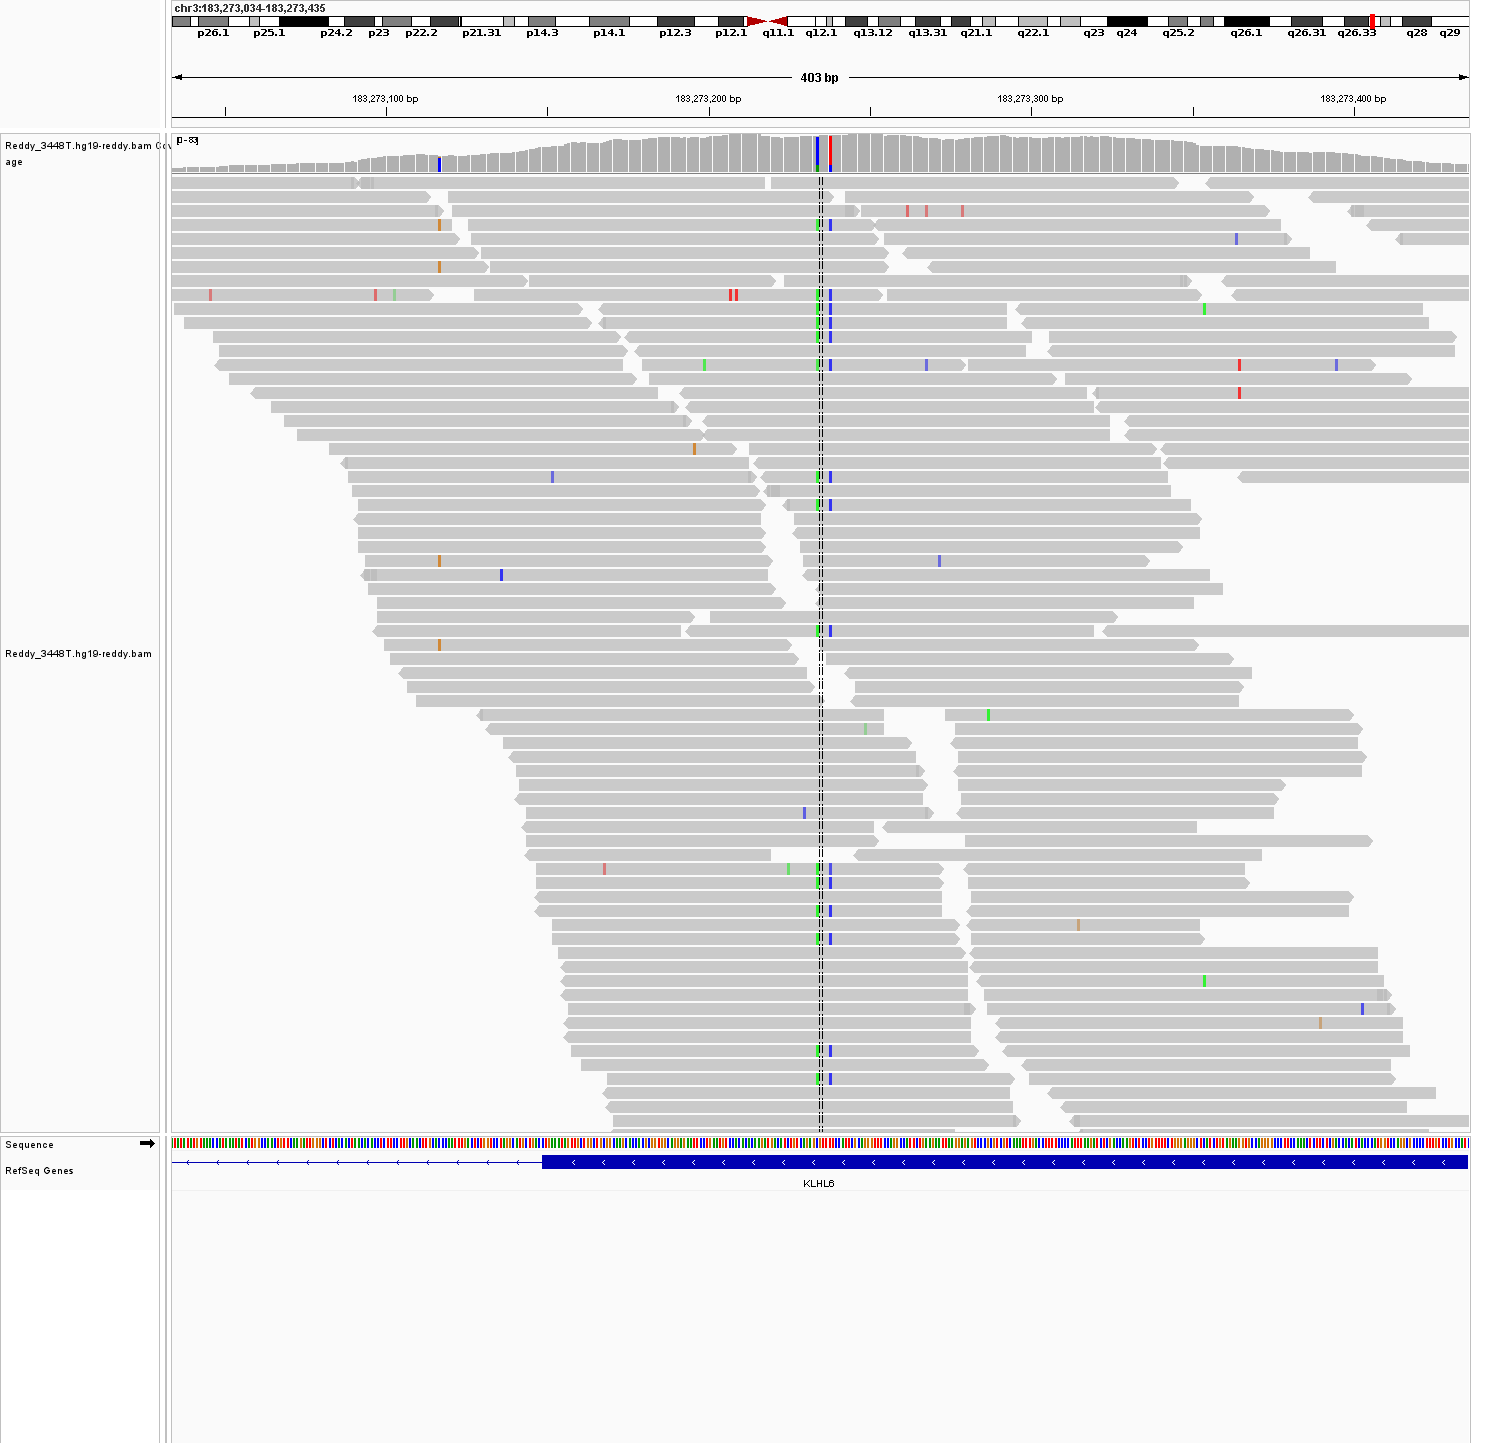 chr3:183,273,034-183,273,435
p26.1 p25.1 p24.2 p23 p22.2 p21.31 p14.3 p14.1 p12.3 p12.1 q11.1 q12.1 q13.12 q13.31 q21.1 q22.1 q23 q24 q25.2 q26.1 q26.31 q26.33 q28 q29
403 bp
183,273,100 bp 183,273,200 bp 183,273,300 bp 183,273,400 bp
[0 - 83]
Reddy_3448T.hg19-reddy.bam Cov
age
Reddy_3448T.hg19-reddy.bam
Sequence
RefSeq Genes
KLHL6